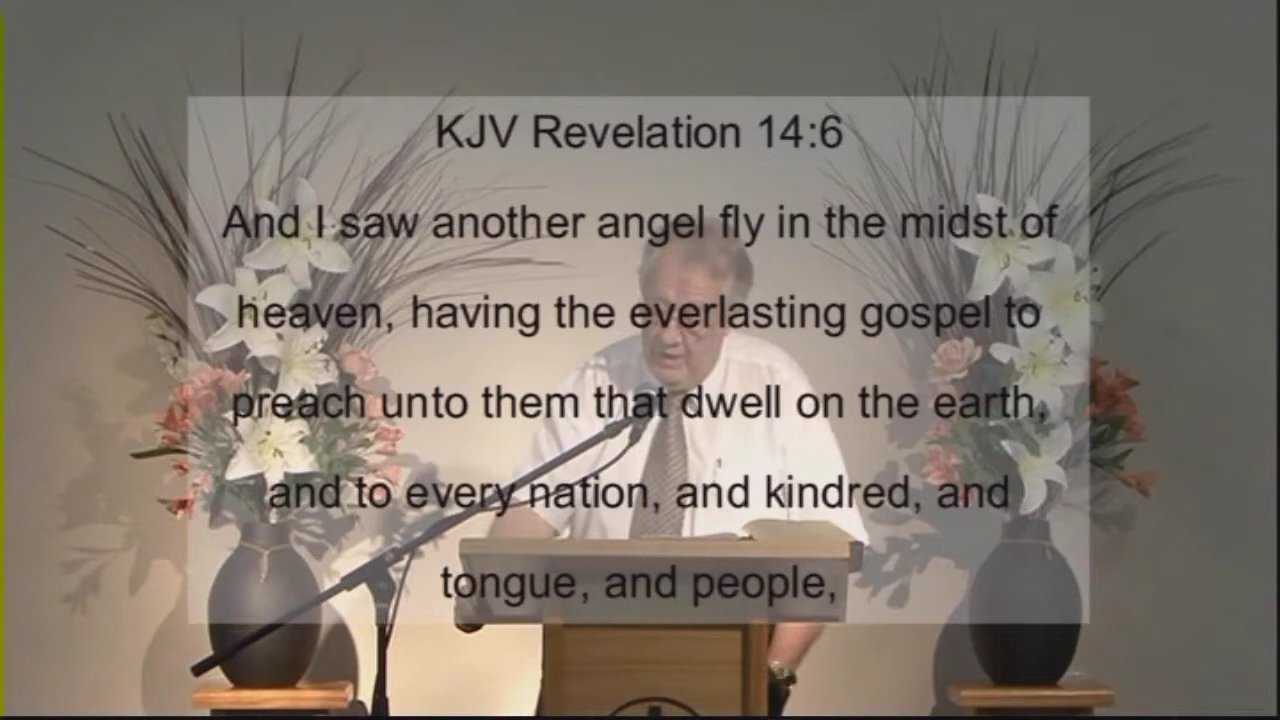 KJV Revelation 14:6
And I saw another angel fly in the midst of
heaven, having the everlasting gospel to
preach unto them that dwell on the earth,
and to every nation, and kindred, and
tongue, and people,